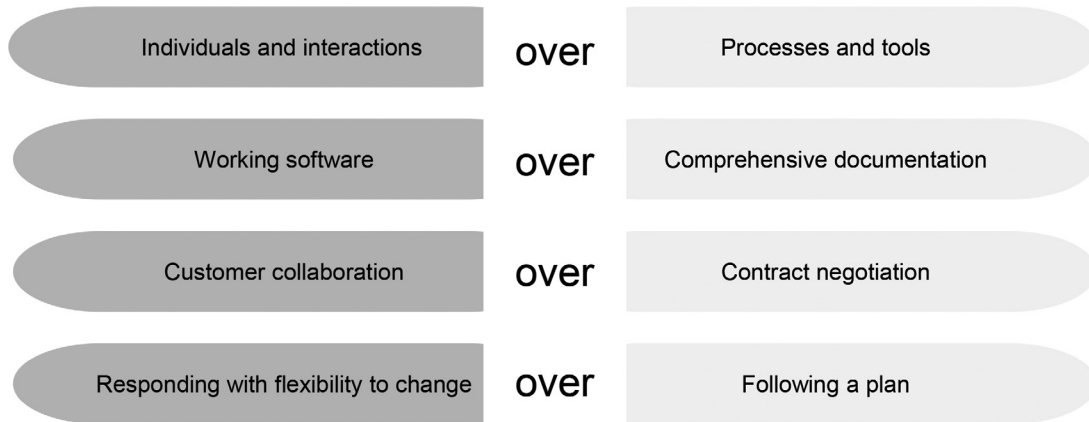 Individuals and interactions over Processes and tools
Working software over Comprehensive documentation
Customer collaboration over Contract negotiation
Responding with flexibility to change over Following a plan